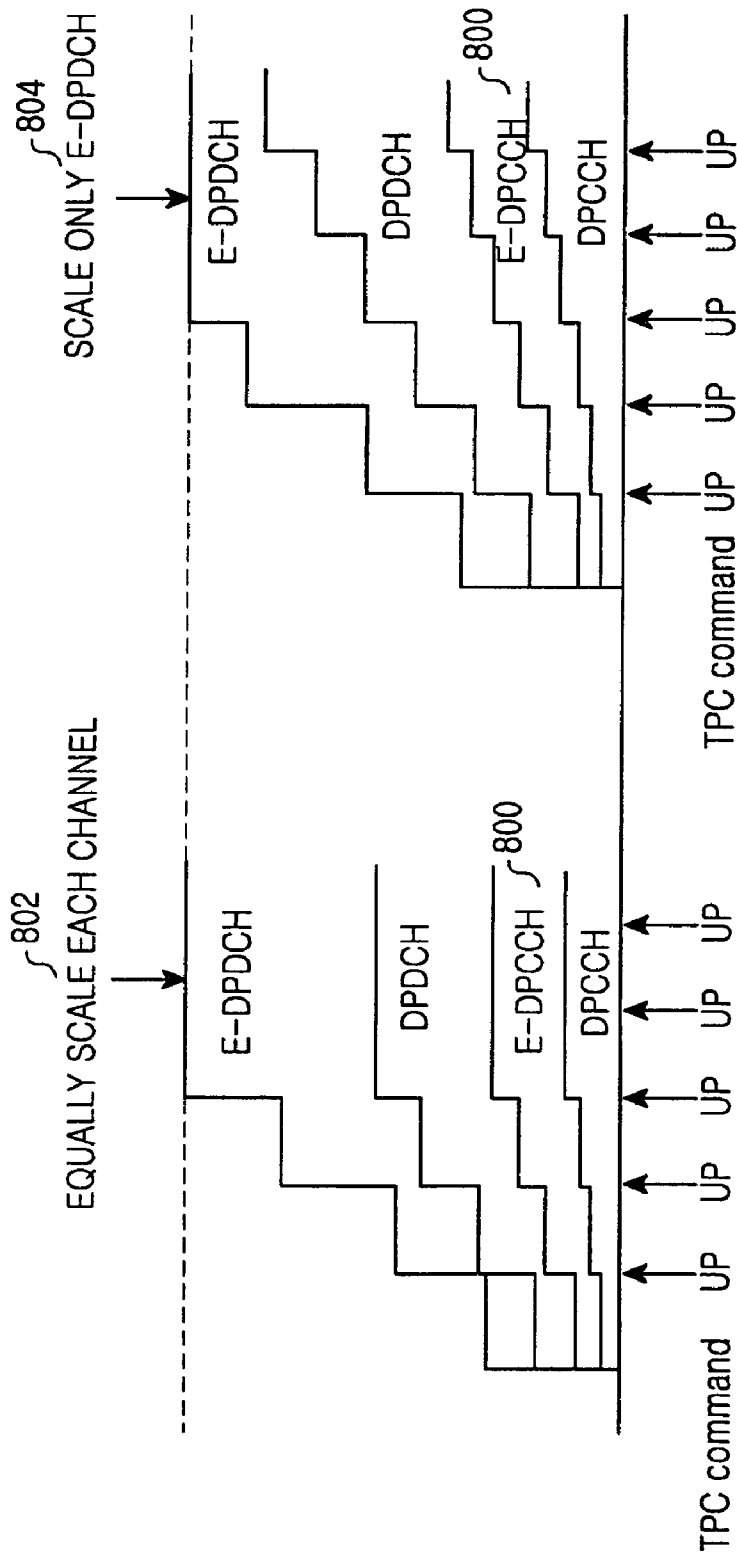 802
EQUALLY SCALE EACH CHANNEL
E-DPDCH
DPDCH
E-DPCCH
800
DPCCH
TPC command UP UP UP UP UP
804
SCALE ONLY E-DPDCH
E-DPDCH
DPDCH
E-DPCCH
800
DPCCH
TPC command UP UP UP UP UP